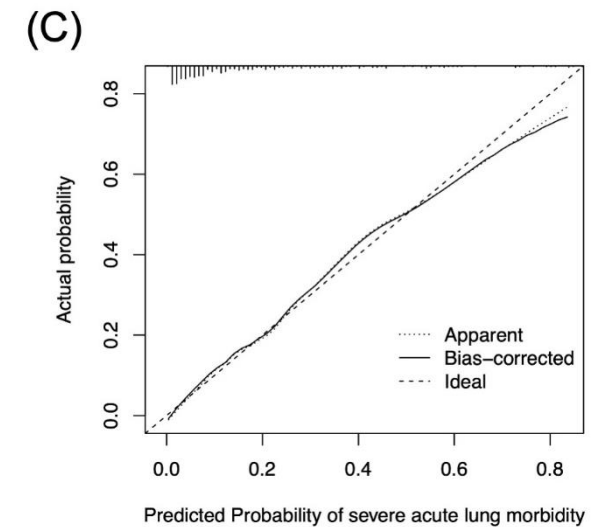 (C)
Actual probability
0.8
0.6
0.4
0.2
0.0
Apparent
Bias−corrected
Ideal
0.0 0.2 0.4 0.6 0.8
Predicted Probability of severe acute lung morbidity